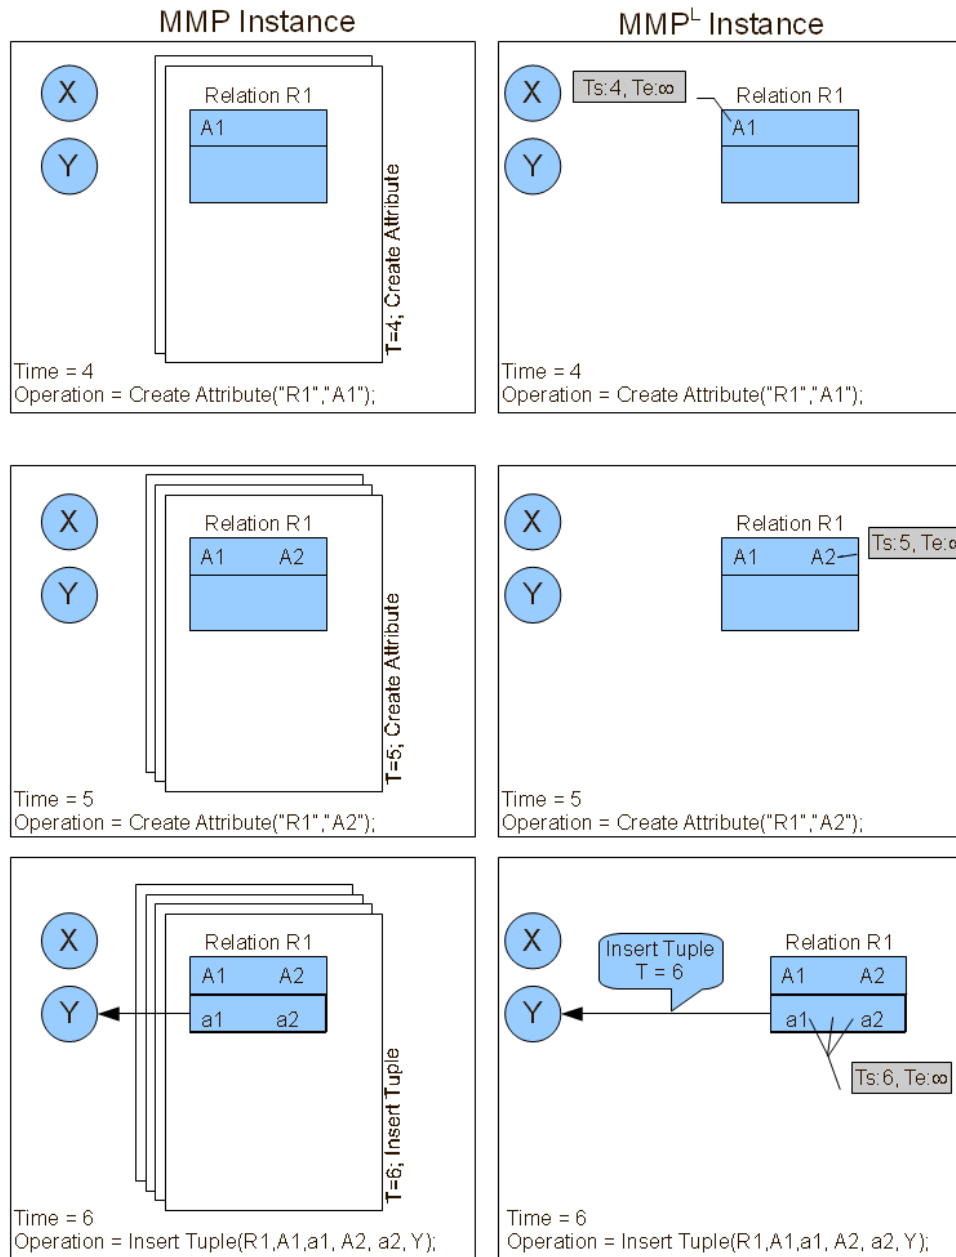 MMP Instance
MMP^L Instance
X
Y
Relation R1
A1
T=4; Create Attribute
Time = 4
Operation = Create Attribute("R1","A1");
X
Y
Ts:4, Te:∞
Relation R1
A1
Time = 4
Operation = Create Attribute("R1","A1");
X
Y
Relation R1
A1 A2
T=5; Create Attribute
Time = 5
Operation = Create Attribute("R1","A2");
X
Y
Relation R1
A1 A2
Ts:5, Te:∞
Time = 5
Operation = Create Attribute("R1","A2");
X
Y
Relation R1
A1 A2
a1 a2
T=6; Insert Tuple
Time = 6
Operation = Insert Tuple(R1,A1,a1, A2, a2, Y);
X
Y
Insert Tuple
T = 6
Relation R1
A1 A2
a1 a2
Ts:6, Te:∞
Time = 6
Operation = Insert Tuple(R1,A1,a1, A2, a2, Y);